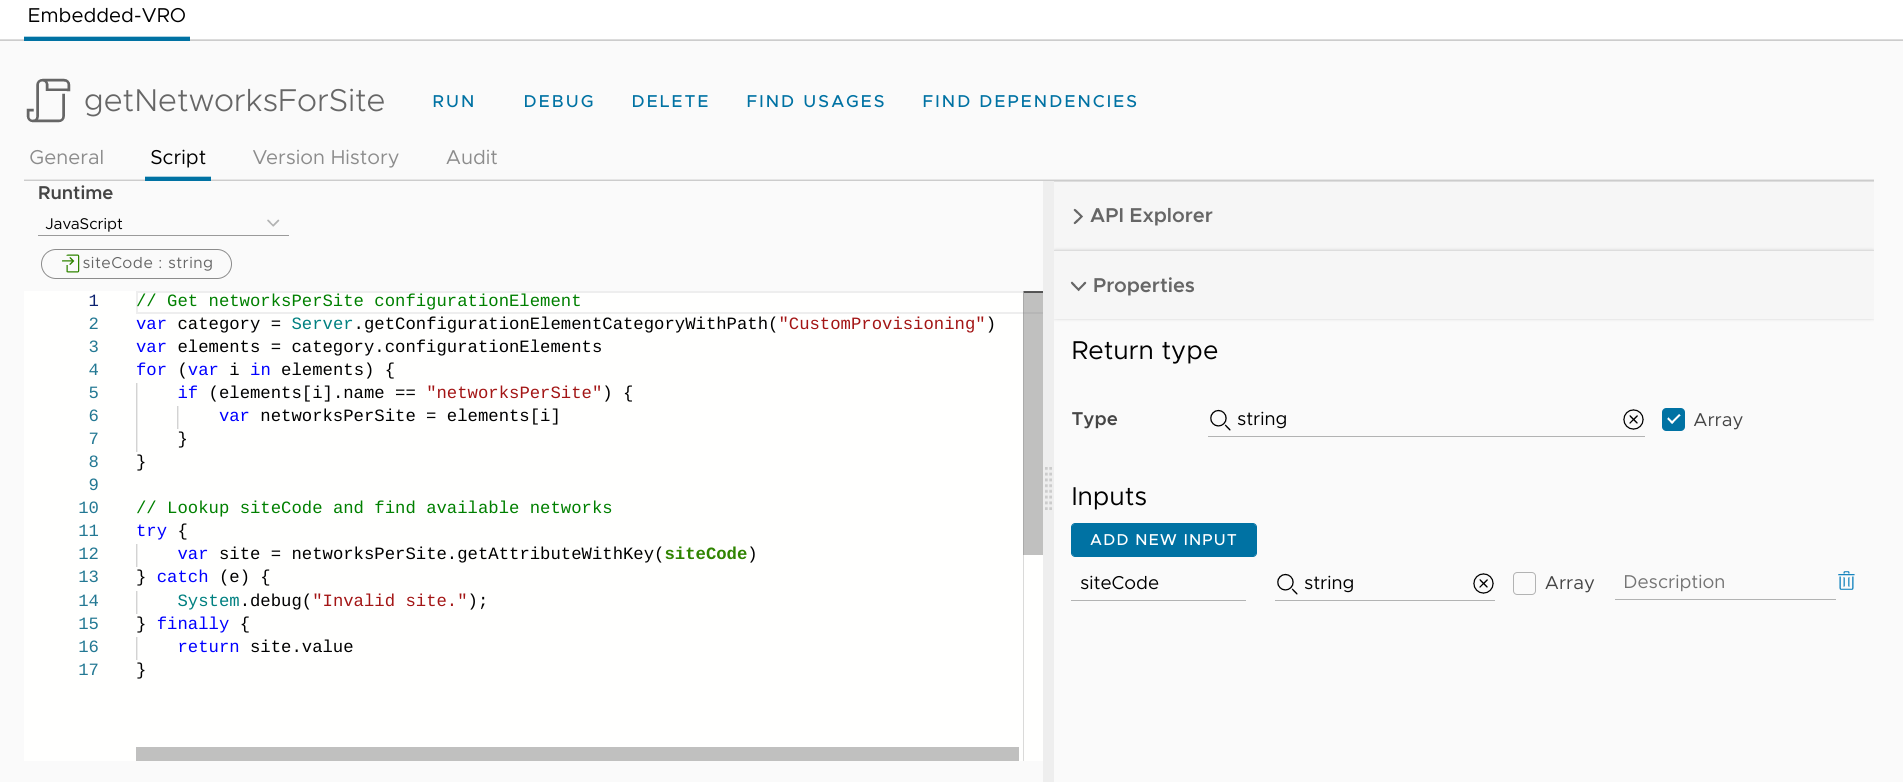 Embedded-VRO
getNetworksForSite RUN DEBUG DELETE FIND USAGES FIND DEPENDENCIES
General Script Version History Audit
Runtime
JavaScript
siteCode : string
1 // Get networksPerSite configurationElement
2 var category = Server.getConfigurationElementCategoryWithPath("CustomProvisioning")
3 var elements = category.configurationElements
4 for (var i in elements) {
5     if (elements[i].name == "networksPerSite") {
6         var networksPerSite = elements[i]
7     }
8 }
9
10 // Lookup siteCode and find available networks
11 try {
12     var site = networksPerSite.getAttributeWithKey(siteCode)
13 } catch (e) {
14     System.debug("Invalid site.");
15 } finally {
16     return site.value
17 }
API Explorer
Properties
Return type
Type string Array
Inputs
ADD NEW INPUT
siteCode string Array Description